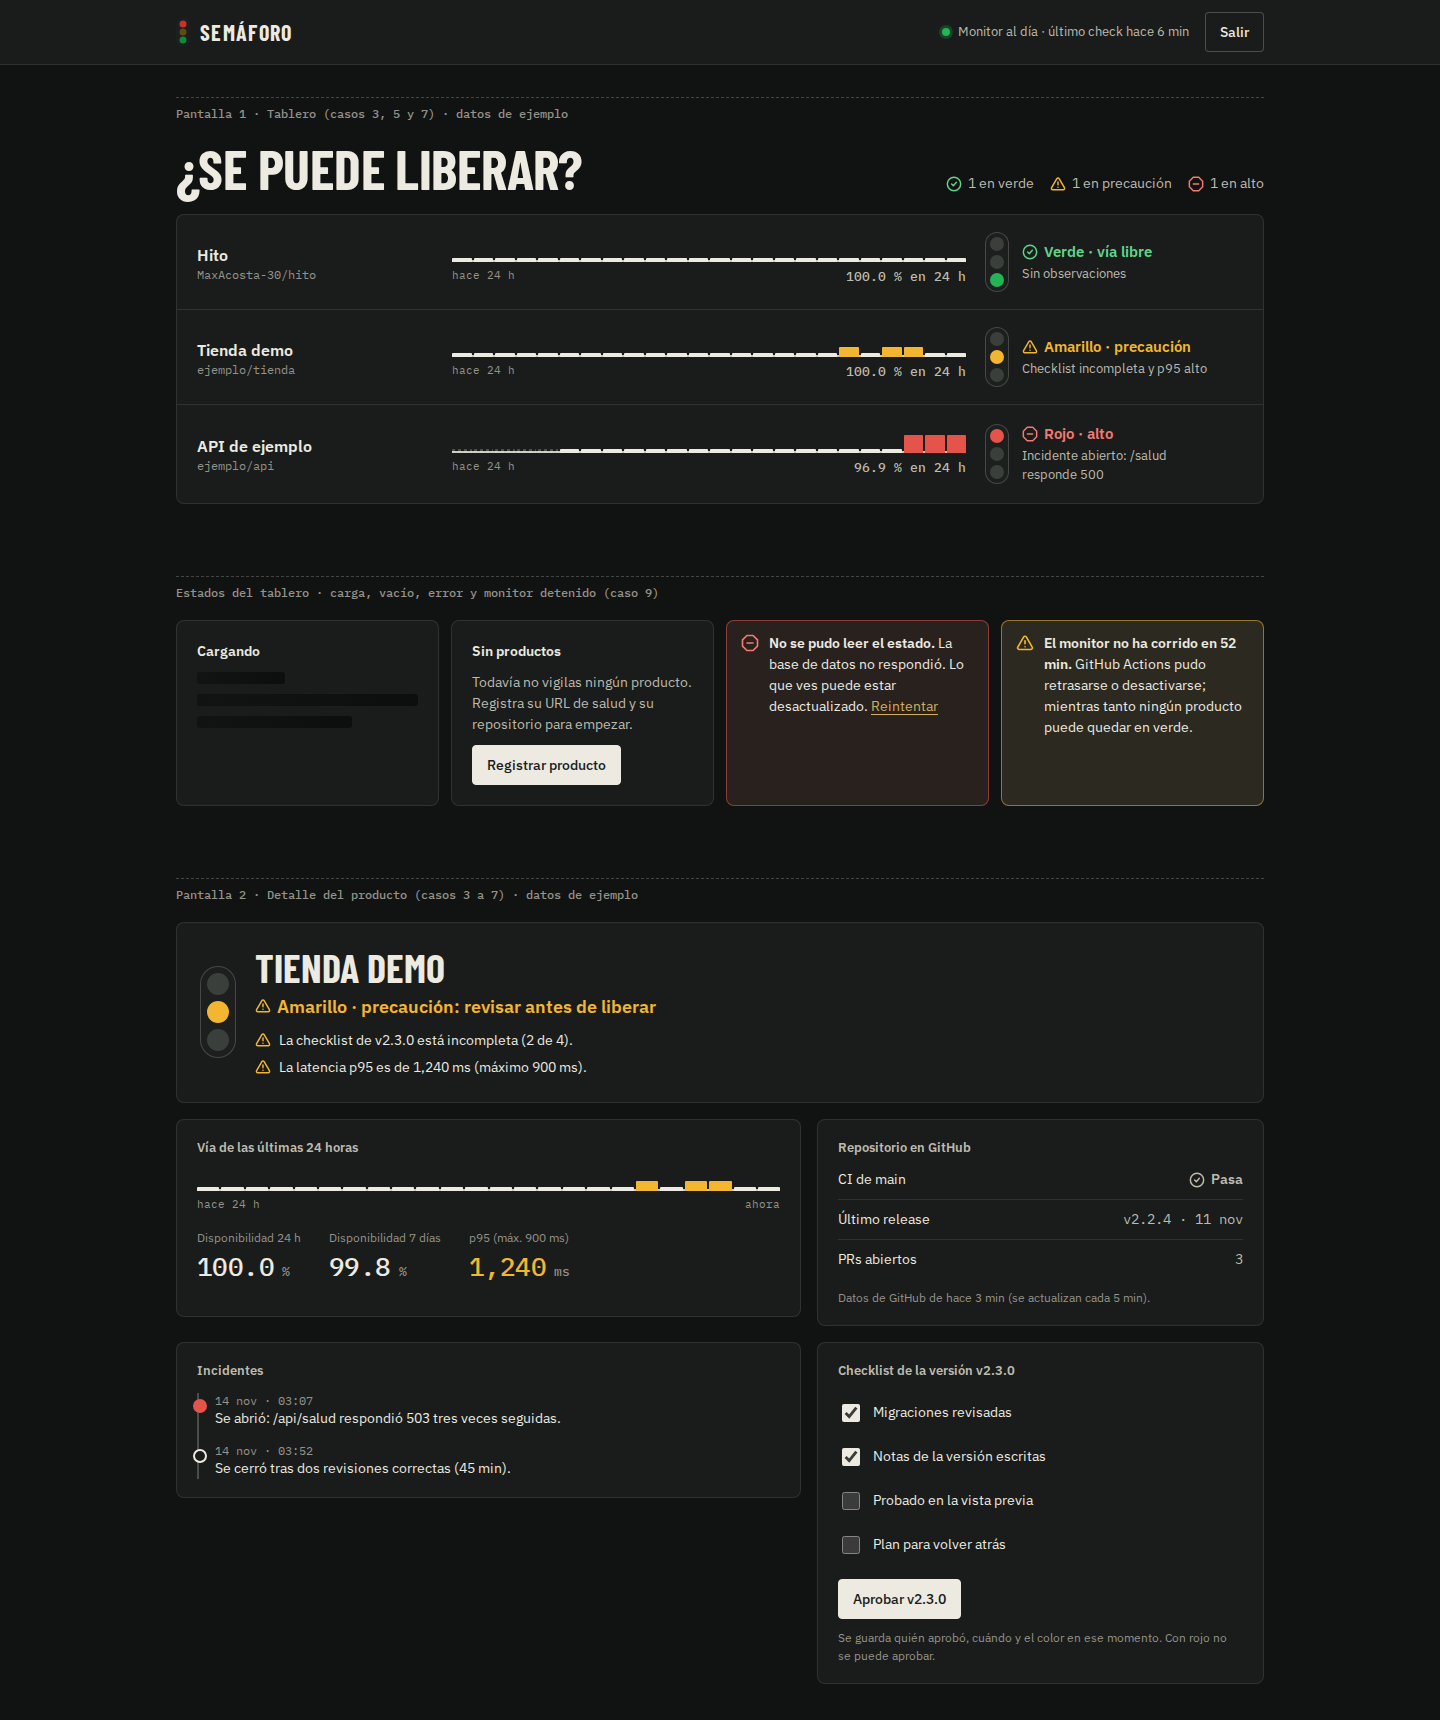 SEMÁFORO
Monitor al día · último check hace 6 min
Salir
Pantalla 1 · Tablero (casos 3, 5 y 7) · datos de ejemplo
¿SE PUEDE LIBERAR?
1 en verde
1 en precaución
1 en alto
Hito
MaxAcosta-30/hito
hace 24 h
100.0 % en 24 h
Verde · vía libre
Sin observaciones
Tienda demo
ejemplo/tienda
hace 24 h
100.0 % en 24 h
Amarillo · precaución
Checklist incompleta y p95 alto
API de ejemplo
ejemplo/api
hace 24 h
96.9 % en 24 h
Rojo · alto
Incidente abierto: /salud
responde 500
Estados del tablero · carga, vacío, error y monitor detenido (caso 9)
Cargando
Sin productos
Todavía no vigilas ningún producto.
Registra su URL de salud y su
repositorio para empezar.
Registrar producto
No se pudo leer el estado. La
base de datos no respondió. Lo
que ves puede estar
desactualizado. Reintentar
El monitor no ha corrido en 52
min. GitHub Actions pudo
retrasarse o desactivarse;
mientras tanto ningún producto
puede quedar en verde.
Pantalla 2 · Detalle del producto (casos 3 a 7) · datos de ejemplo
TIENDA DEMO
Amarillo · precaución: revisar antes de liberar
La checklist de v2.3.0 está incompleta (2 de 4).
La latencia p95 es de 1,240 ms (máximo 900 ms).
Vía de las últimas 24 horas
hace 24 h
ahora
Disponibilidad 24 h
100.0 %
Disponibilidad 7 días
99.8 %
p95 (máx. 900 ms)
1,240 ms
Repositorio en GitHub
CI de main
Pasa
Último release
v2.2.4 · 11 nov
PRs abiertos
3
Datos de GitHub de hace 3 min (se actualizan cada 5 min).
Incidentes
14 nov · 03:07
Se abrió: /api/salud respondió 503 tres veces seguidas.
14 nov · 03:52
Se cerró tras dos revisiones correctas (45 min).
Checklist de la versión v2.3.0
Migraciones revisadas
Notas de la versión escritas
Probado en la vista previa
Plan para volver atrás
Aprobar v2.3.0
Se guarda quién aprobó, cuándo y el color en ese momento. Con rojo no
se puede aprobar.